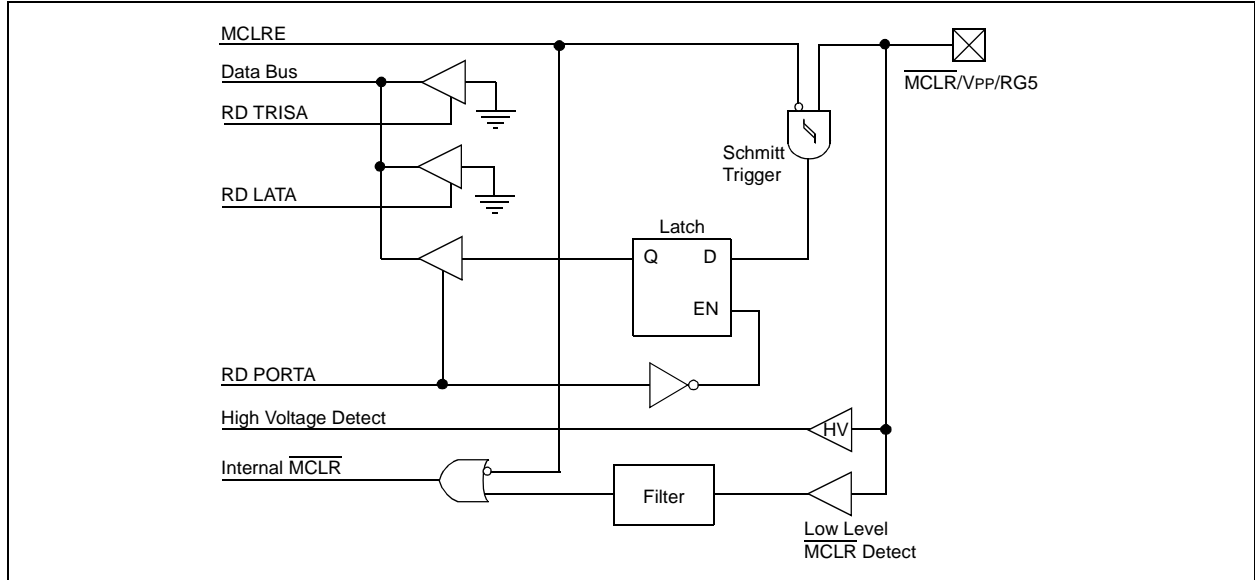 MCLRE
Data Bus
RD TRISA
MCLR/VPP/RG5
Schmitt
Trigger
RD LATA
Latch
Q D
EN
RD PORTA
High Voltage Detect
HV
Internal MCLR
Filter
Low Level
MCLR Detect